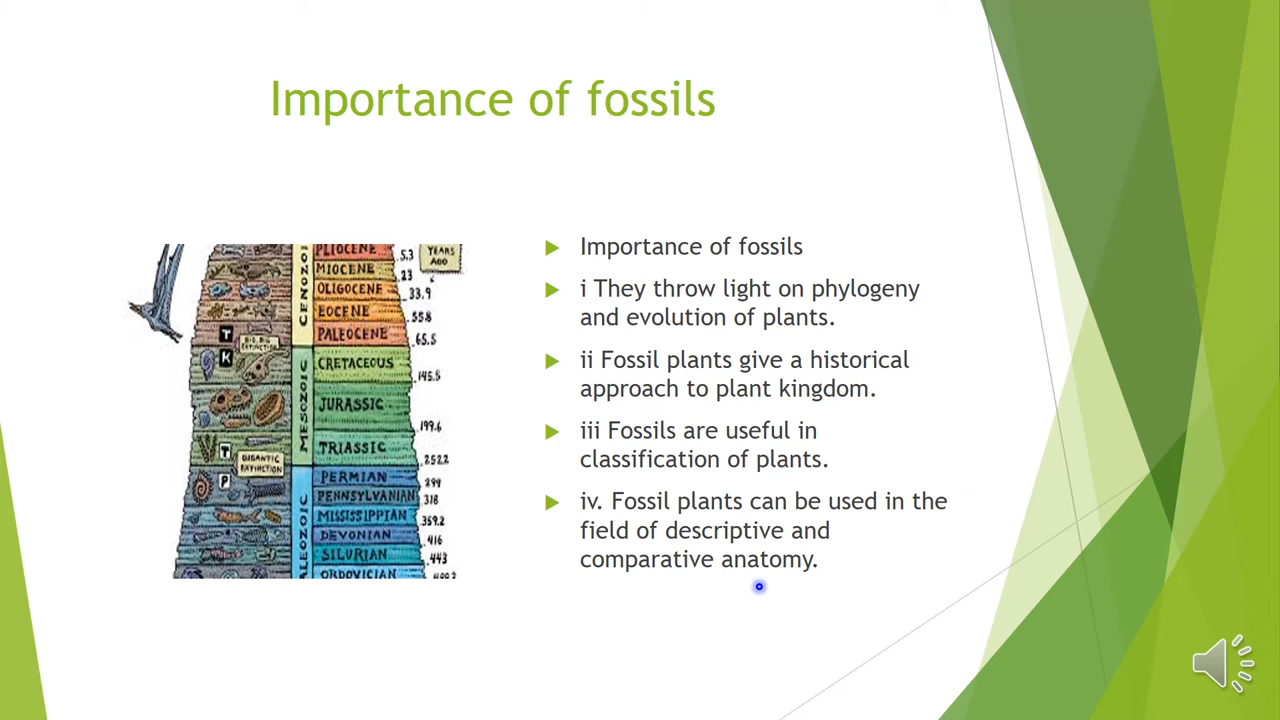 Importance of fossils
PLIOCENE
5.3
YEARS
AGO
MIOCENE
23
OLIGOCENE
33.9
EOCENE
55.8
PALEOCENE
65.5
CENOZOI
T
K
CRETACEOUS
145.5
JURASSIC
199.6
TRIASSIC
252.2
MESOZOIC
T
GIGANTIC
EXTINCTION
P
PERMIAN
299
PENNSYLVANIAN
318
MISSISSIPPIAN
359.2
DEVONIAN
416
SILURIAN
443
ORDOVICIAN
ALEOZOIC
Importance of fossils
i They throw light on phylogeny
and evolution of plants.
ii Fossil plants give a historical
approach to plant kingdom.
iii Fossils are useful in
classification of plants.
iv. Fossil plants can be used in the
field of descriptive and
comparative anatomy.